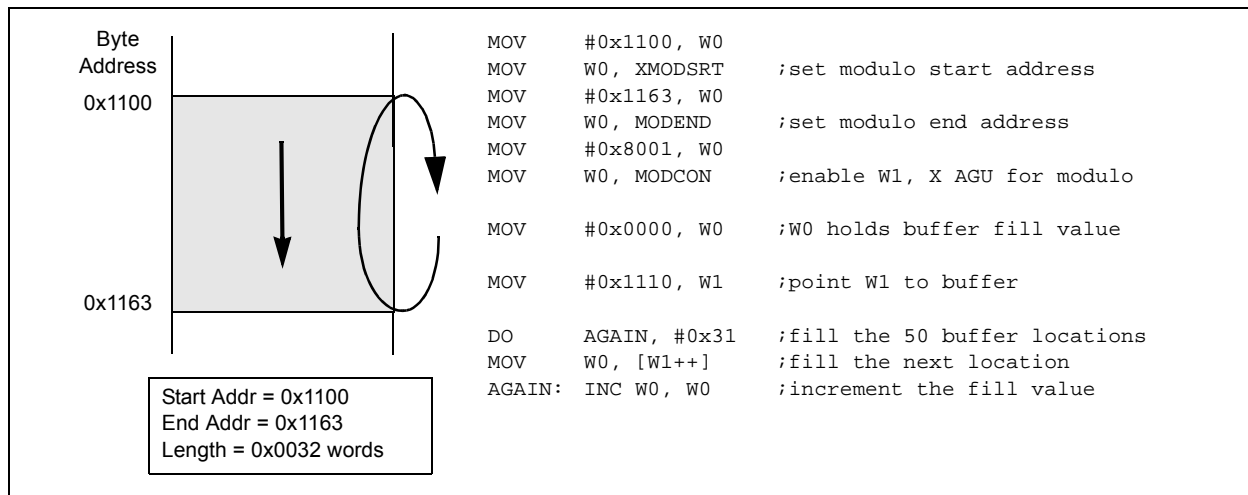 Byte
Address
0x1100
0x1163
Start Addr = 0x1100
End Addr = 0x1163
Length = 0x0032 words
MOV #0x1100, W0
MOV W0, XMODSRT ;set modulo start address
MOV #0x1163, W0
MOV W0, MODEND ;set modulo end address
MOV #0x8001, W0
MOV W0, MODCON ;enable W1, X AGU for modulo
MOV #0x0000, W0 ;W0 holds buffer fill value
MOV #0x1110, W1 ;point W1 to buffer
DO AGAIN, #0x31 ;fill the 50 buffer locations
MOV W0, [W1++] ;fill the next location
AGAIN: INC W0, W0 ;increment the fill value